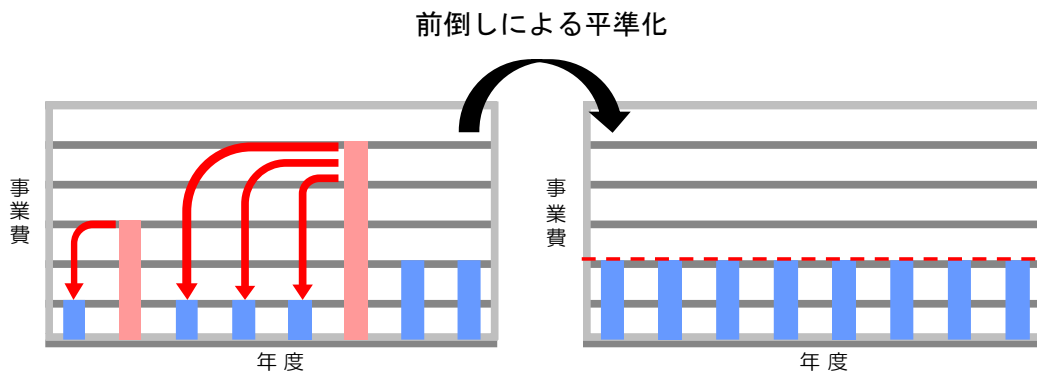 前倒しによる平準化
事業費
年度
事業費
年度